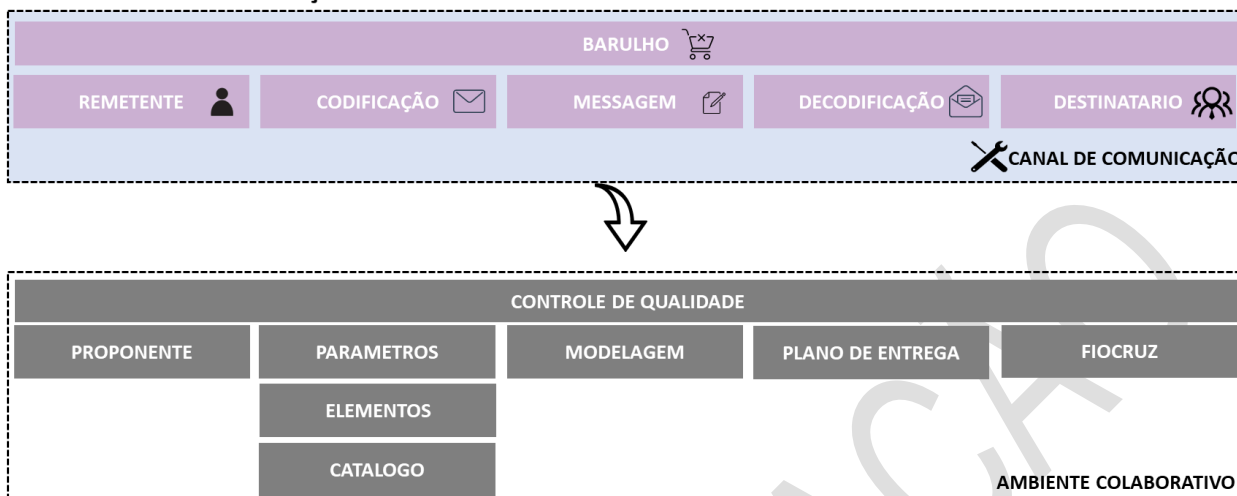 BARULHO
REMETENTE CODIFICAÇÃO MESSAGEM DECODIFICAÇÃO DESTINATARIO
CANAL DE COMUNICAÇÃO
CONTROLE DE QUALIDADE
PROPONENTE PARAMETROS MODELAGEM PLANO DE ENTREGA FIOCRUZ
ELEMENTOS
CATALOGO
AMBIENTE COLABORATIVO